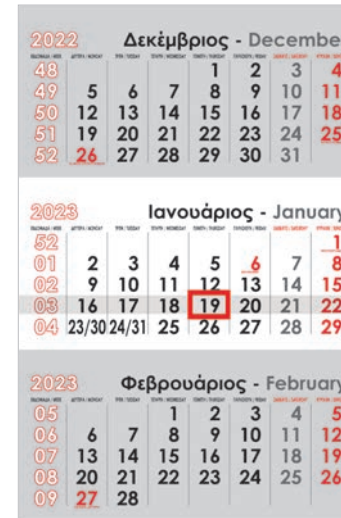 2022 Δεκέμβριος - December
48 1 2 3 4
49 5 6 7 8 9 10 11
50 12 13 14 15 16 17 18
51 19 20 21 22 23 24 25
52 26 27 28 29 30 31
2023 Ιανουάριος - January
52 1
01 2 3 4 5 6 7 8
02 9 10 11 12 13 14 15
03 16 17 18 19 20 21 22
04 23/30 24/31 25 26 27 28 29
2023 Φεβρουάριος - February
05 1 2 3 4 5
06 6 7 8 9 10 11 12
07 13 14 15 16 17 18 19
08 20 21 22 23 24 25 26
09 27 28